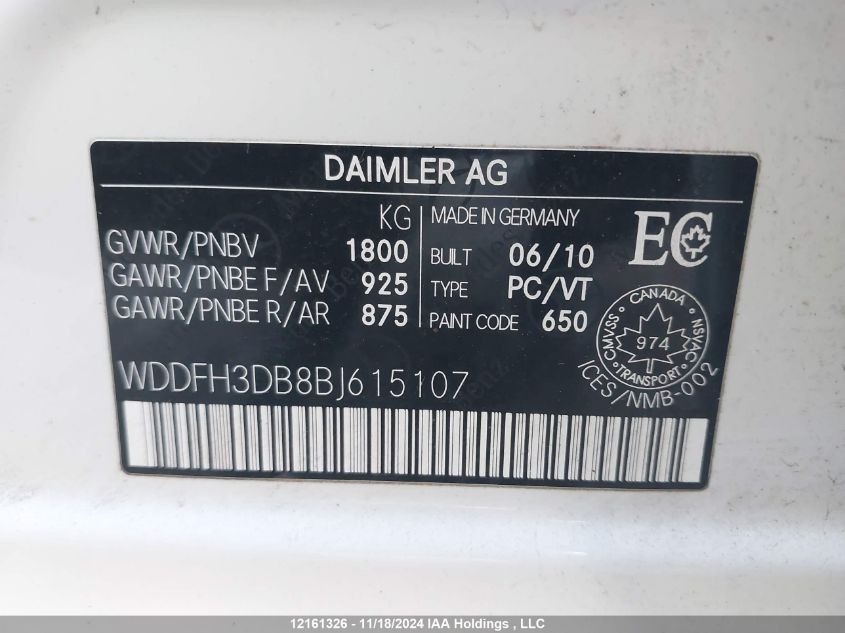 DAIMLER AG
KG
GVWR/PNBV 1800
GAWR/PNBE F/AV 925
GAWR/PNBE R/AR 875
MADE IN GERMANY
BUILT 06/10
TYPE PC/VT
PAINT CODE 650
EC
CANADA
CMVSS
974
NSVAC
TRANSPORT
ICES/NMB-002
WDDFH3DB8BJ615107
12161326 - 11/18/2024 IAA Holdings , LLC